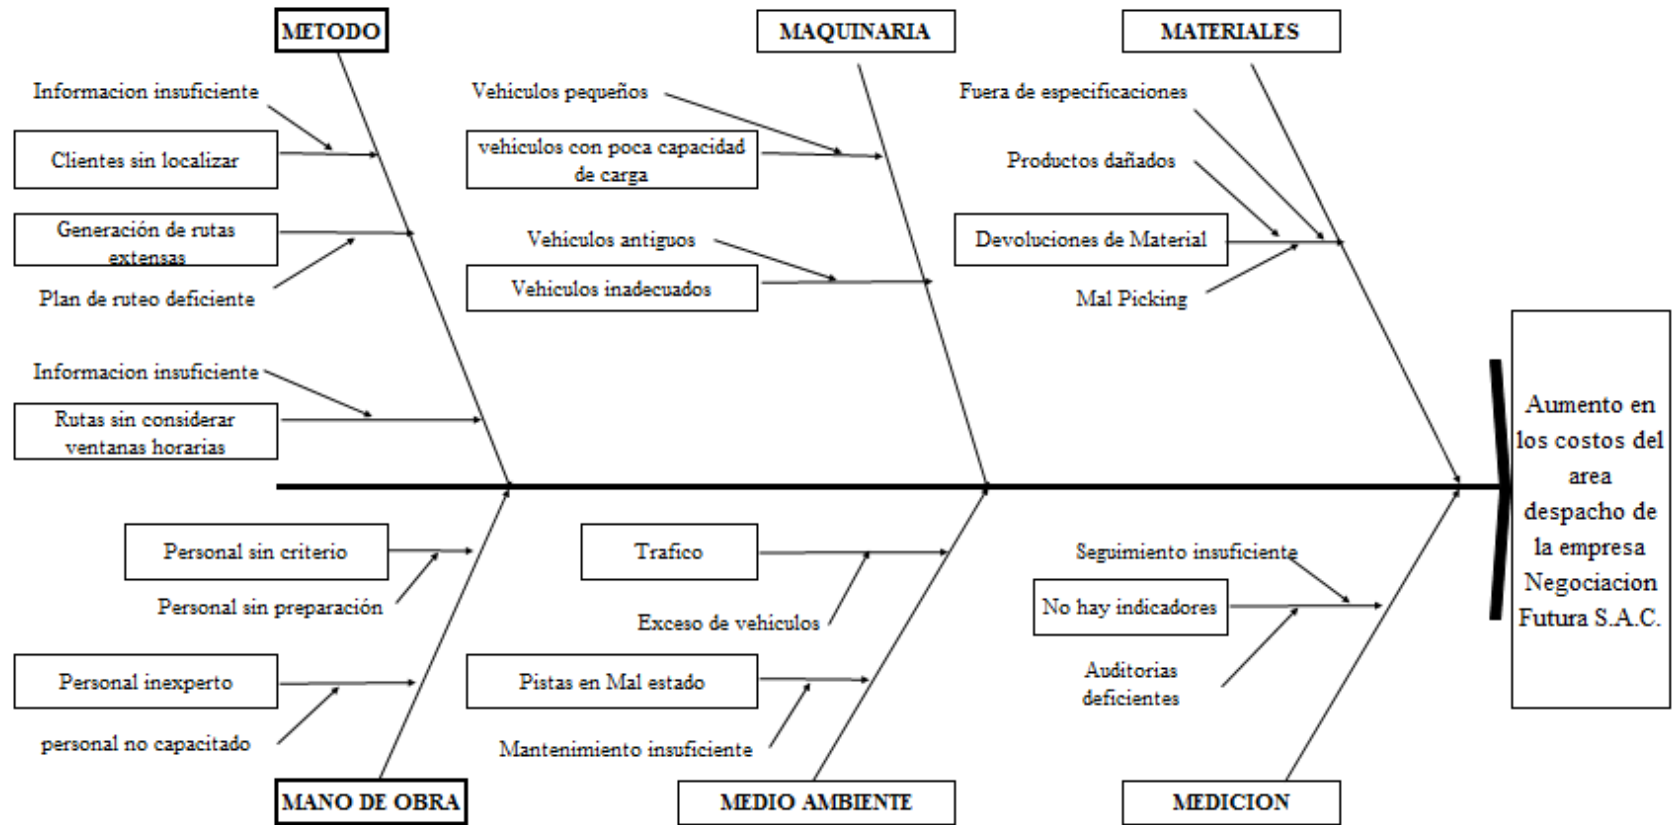 METODO
MAQUINARIA
MATERIALES
Informacion insuficiente
Clientes sin localizar
Generación de rutas
extensas
Plan de ruteo deficiente
Informacion insuficiente
Rutas sin considerar
ventanas horarias
Vehiculos pequeños
vehiculos con poca capacidad
de carga
Vehiculos antiguos
Vehiculos inadecuados
Fuera de especificaciones
Productos dañados
Devoluciones de Material
Mal Picking
Aumento en
los costos del
area
despacho de
la empresa
Negociacion
Futura S.A.C.
Personal sin criterio
Personal sin preparación
Personal inexperto
personal no capacitado
Trafico
Exceso de vehiculos
Pistas en Mal estado
Mantenimiento insuficiente
Seguimiento insuficiente
No hay indicadores
Auditorias
deficientes
MANO DE OBRA
MEDIO AMBIENTE
MEDICION